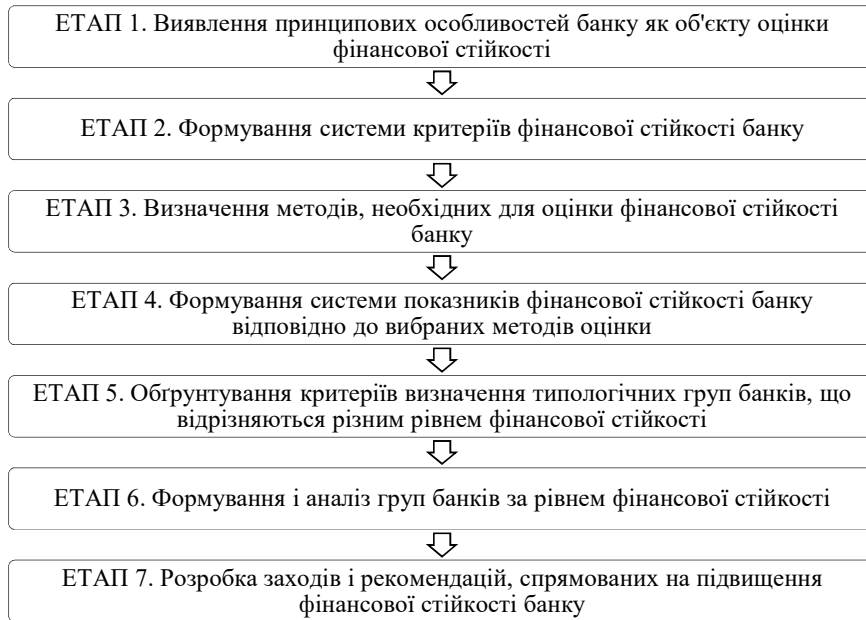 ЕТАП 1. Виявлення принципових особливостей банку як об'єкту оцінки
фінансової стійкості
ЕТАП 2. Формування системи критеріїв фінансової стійкості банку
ЕТАП 3. Визначення методів, необхідних для оцінки фінансової стійкості
банку
ЕТАП 4. Формування системи показників фінансової стійкості банку
відповідно до вибраних методів оцінки
ЕТАП 5. Обґрунтування критеріїв визначення типологічних груп банків, що
відрізняються різним рівнем фінансової стійкості
ЕТАП 6. Формування і аналіз груп банків за рівнем фінансової стійкості
ЕТАП 7. Розробка заходів і рекомендацій, спрямованих на підвищення
фінансової стійкості банку